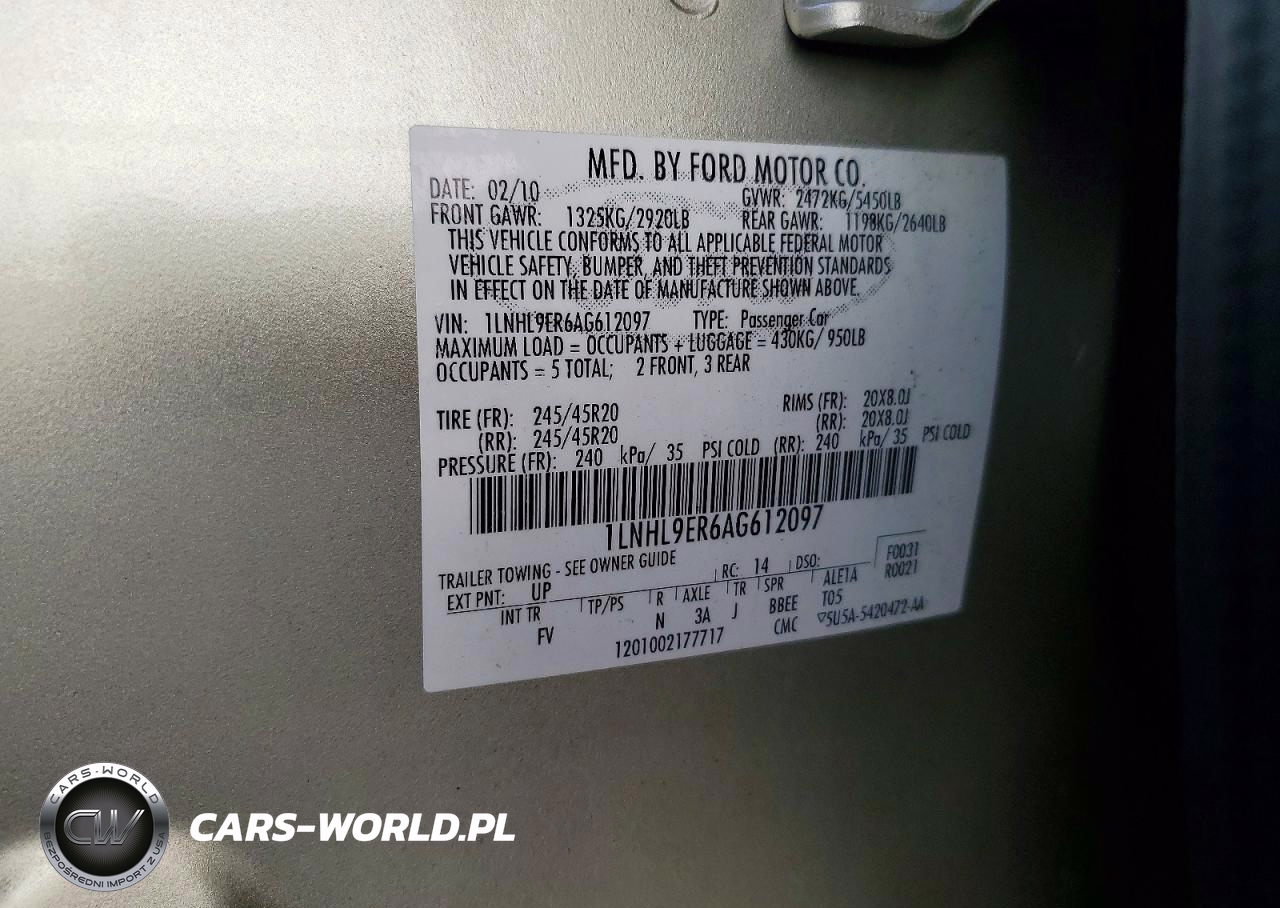 MFD. BY FORD MOTOR CO.
DATE: 02/10 GVWR: 2472KG/5450LB
FRONT GAWR: 1325KG/2920LB REAR GAWR: 1198KG/2640LB
THIS VEHICLE CONFORMS TO ALL APPLICABLE FEDERAL MOTOR
VEHICLE SAFETY, BUMPER, AND THEFT PREVENTION STANDARDS
IN EFFECT ON THE DATE OF MANUFACTURE SHOWN ABOVE.
VIN: 1LNHL9ER6AG612097 TYPE: Passenger Car
MAXIMUM LOAD = OCCUPANTS + LUGGAGE = 430KG/ 950LB
OCCUPANTS = 5 TOTAL; 2 FRONT, 3 REAR
TIRE (FR): 245/45R20 RIMS (FR): 20X8.0J
(RR): 245/45R20 (RR): 20X8.0J
PRESSURE (FR): 240 kPa/ 35 PSI COLD (RR): 240 kPa/ 35 PSI COLD
1LNHL9ER6AG612097
TRAILER TOWING - SEE OWNER GUIDE
EXT PNT: UP RC: 14 DSO: F0031
R0021
INT TR TP/PS R AXLE TR SPR ALE1A
FV N 3A J BBEE T05
1201002177717 CMC ▽5U5A-5420472-AA
CARS-WORLD
CW
BEZPOŚREDNI IMPORT Z USA
CARS-WORLD.PL